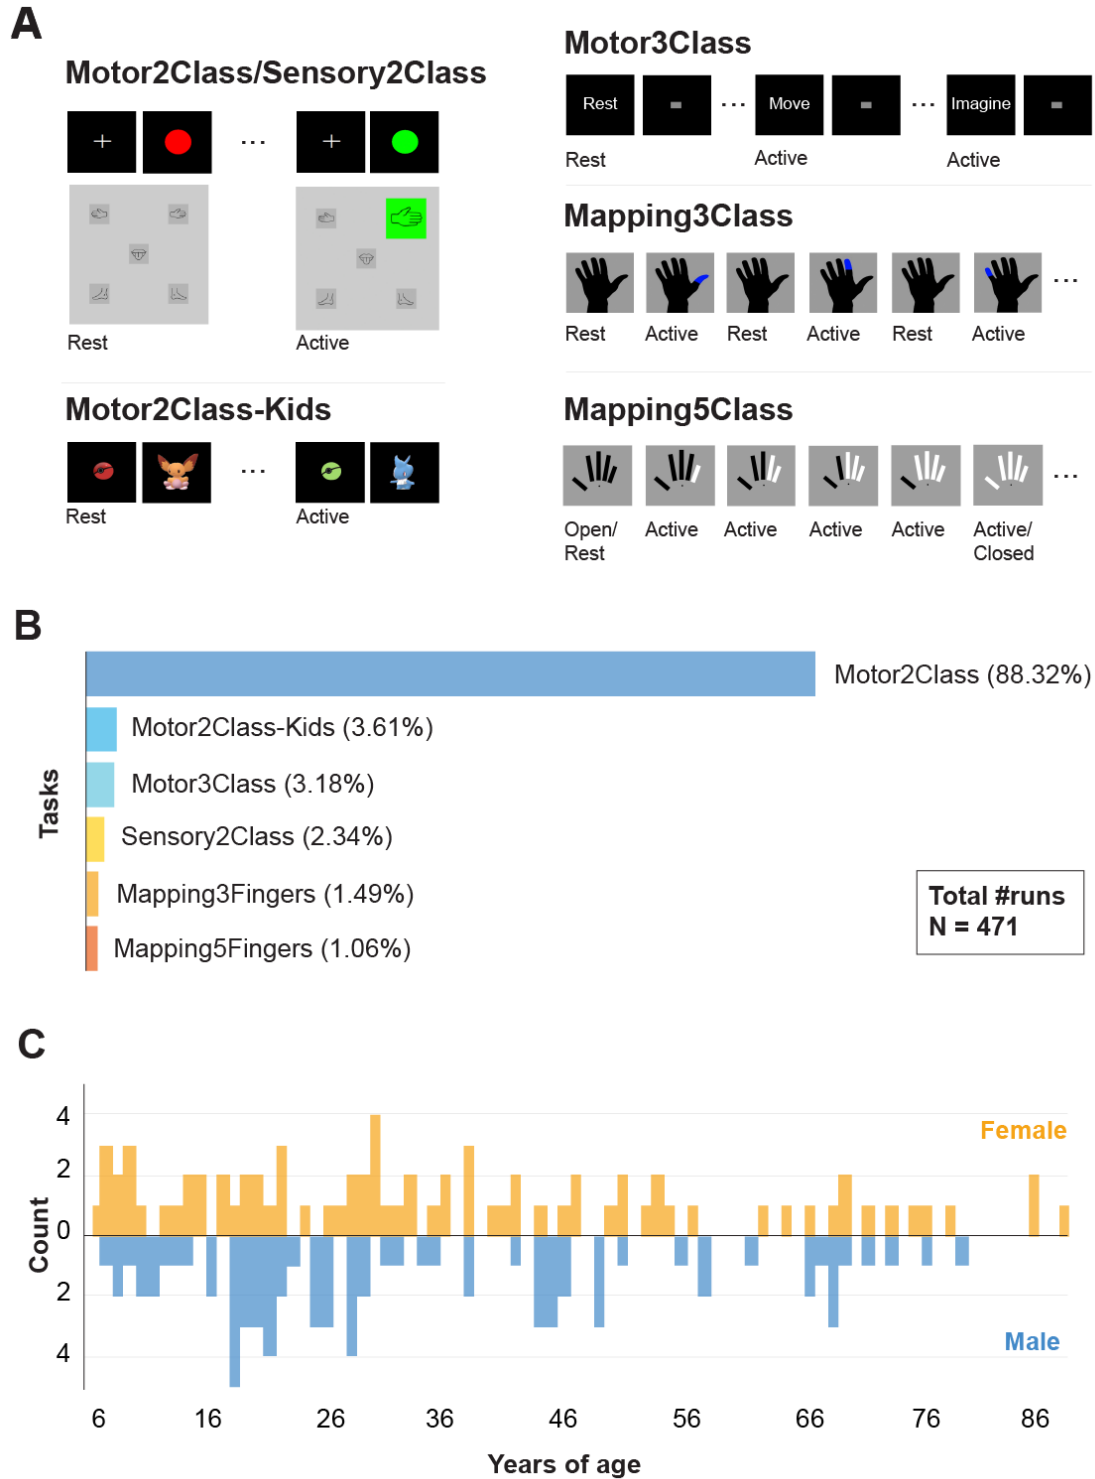 A
Motor2Class/Sensory2Class
Rest
Active
Motor2Class-Kids
Rest
Active
Motor3Class
Rest
Move
Imagine
Rest
Active
Active
Mapping3Class
Rest
Active
Rest
Active
Rest
Active
Mapping5Class
Open/
Rest
Active
Active
Active
Active
Active/
Closed
B
Tasks
Motor2Class (88.32%)
Motor2Class-Kids (3.61%)
Motor3Class (3.18%)
Sensory2Class (2.34%)
Mapping3Fingers (1.49%)
Mapping5Fingers (1.06%)
Total #runs
N = 471
C
Count
4
2
0
2
4
Female
Male
6 16 26 36 46 56 66 76 86
Years of age